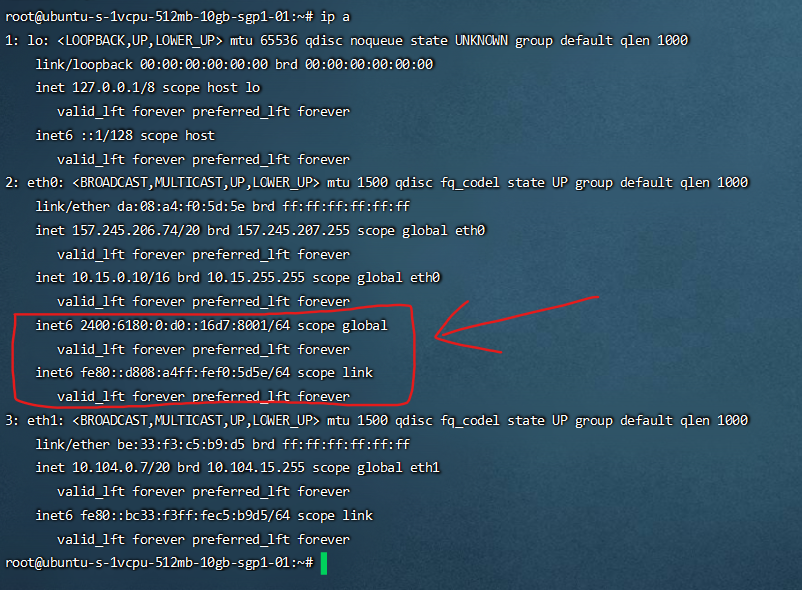 root@ubuntu-s-1vcpu-512mb-10gb-sgp1-01:~# ip a
1: lo: <LOOPBACK,UP,LOWER_UP> mtu 65536 qdisc noqueue state UNKNOWN group default qlen 1000
    link/loopback 00:00:00:00:00:00 brd 00:00:00:00:00:00
    inet 127.0.0.1/8 scope host lo
       valid_lft forever preferred_lft forever
    inet6 ::1/128 scope host
       valid_lft forever preferred_lft forever
2: eth0: <BROADCAST,MULTICAST,UP,LOWER_UP> mtu 1500 qdisc fq_codel state UP group default qlen 1000
    link/ether da:08:a4:f0:5d:5e brd ff:ff:ff:ff:ff:ff
    inet 157.245.206.74/20 brd 157.245.207.255 scope global eth0
       valid_lft forever preferred_lft forever
    inet 10.15.0.10/16 brd 10.15.255.255 scope global eth0
       valid_lft forever preferred_lft forever
    inet6 2400:6180:0:d0::16d7:8001/64 scope global
       valid_lft forever preferred_lft forever
    inet6 fe80::d808:a4ff:fef0:5d5e/64 scope link
       valid_lft forever preferred_lft forever
3: eth1: <BROADCAST,MULTICAST,UP,LOWER_UP> mtu 1500 qdisc fq_codel state UP group default qlen 1000
    link/ether be:33:f3:c5:b9:d5 brd ff:ff:ff:ff:ff:ff
    inet 10.104.0.7/20 brd 10.104.15.255 scope global eth1
       valid_lft forever preferred_lft forever
    inet6 fe80::bc33:f3ff:fec5:b9d5/64 scope link
       valid_lft forever preferred_lft forever
root@ubuntu-s-1vcpu-512mb-10gb-sgp1-01:~#